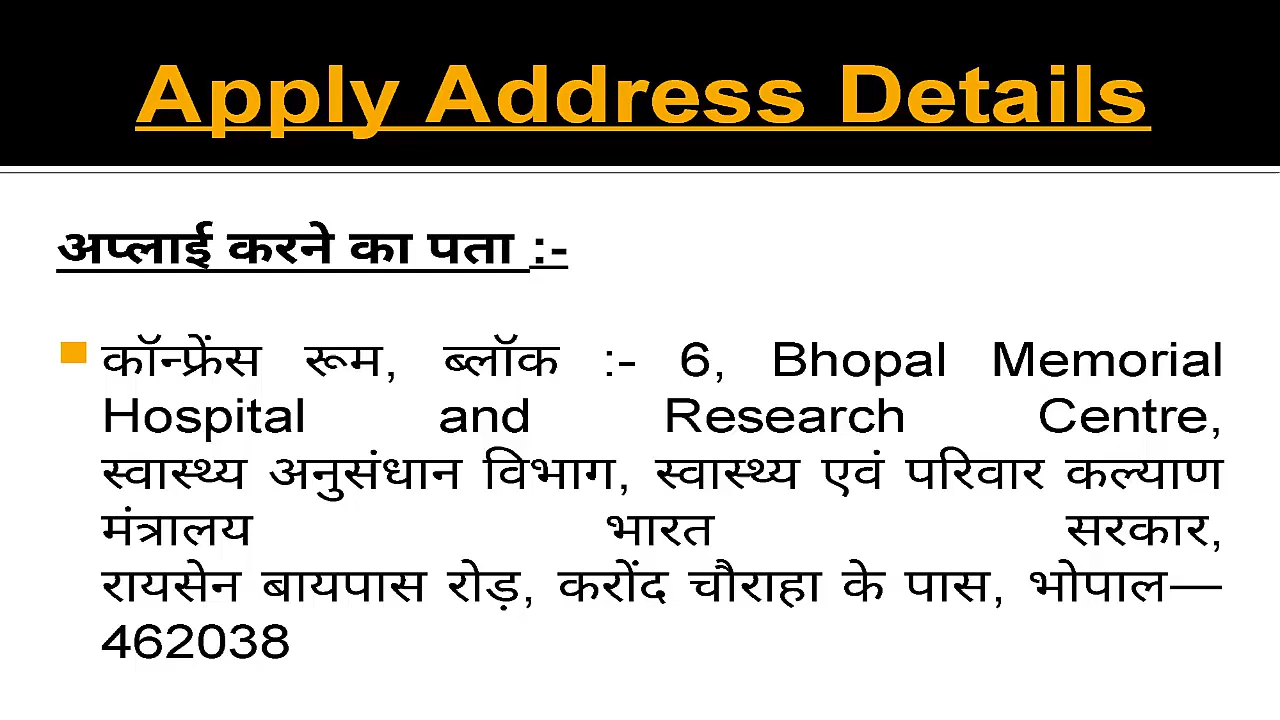 Apply Address Details
अप्लाई करने का पता :-
कॉन्फ्रेंस रूम, ब्लॉक :- 6, Bhopal Memorial
Hospital and Research Centre,
स्वास्थ्य अनुसंधान विभाग, स्वास्थ्य एवं परिवार कल्याण
मंत्रालय भारत सरकार,
रायसेन बायपास रोड़, करोंद चौराहा के पास, भोपाल—
462038